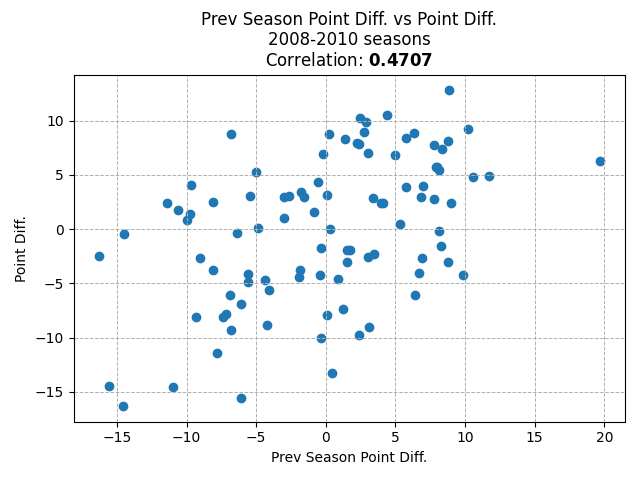 Prev Season Point Diff. vs Point Diff.
2008-2010 seasons
Correlation: 0.4707
Point Diff.
10
5
0
−5
−10
−15
−15
−10
−5
0
5
10
15
20
Prev Season Point Diff.